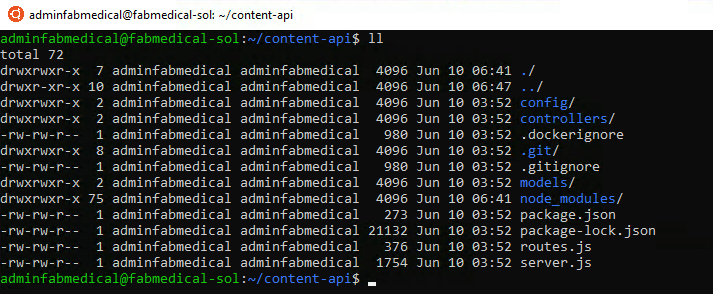 adminfabmedical@fabmedical-sol: ~/content-api
adminfabmedical@fabmedical-sol:~/content-api$ ll
total 72
drwxrwxr-x  7 adminfabmedical adminfabmedical  4096 Jun 10 06:41 ./
drwxr-xr-x 10 adminfabmedical adminfabmedical  4096 Jun 10 06:47 ../
drwxrwxr-x  2 adminfabmedical adminfabmedical  4096 Jun 10 03:52 config/
drwxrwxr-x  2 adminfabmedical adminfabmedical  4096 Jun 10 03:52 controllers/
-rw-rw-r--  1 adminfabmedical adminfabmedical   980 Jun 10 03:52 .dockerignore
drwxrwxr-x  8 adminfabmedical adminfabmedical  4096 Jun 10 03:52 .git/
-rw-rw-r--  1 adminfabmedical adminfabmedical   980 Jun 10 03:52 .gitignore
drwxrwxr-x  2 adminfabmedical adminfabmedical  4096 Jun 10 03:52 models/
drwxrwxr-x 75 adminfabmedical adminfabmedical  4096 Jun 10 06:41 node_modules/
-rw-rw-r--  1 adminfabmedical adminfabmedical   273 Jun 10 03:52 package.json
-rw-rw-r--  1 adminfabmedical adminfabmedical 21132 Jun 10 03:52 package-lock.json
-rw-rw-r--  1 adminfabmedical adminfabmedical   376 Jun 10 03:52 routes.js
-rw-rw-r--  1 adminfabmedical adminfabmedical  1754 Jun 10 03:52 server.js
adminfabmedical@fabmedical-sol:~/content-api$